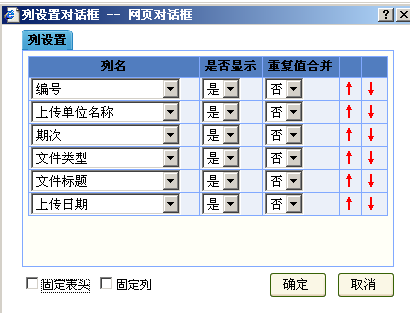 列设置对话框 -- 网页对话框
列设置
列名 是否显示 重复值合并
编号 是 否
上传单位名称 是 否
期次 是 否
文件类型 是 否
文件标题 是 否
上传日期 是 否
固定表头 固定列 确定 取消